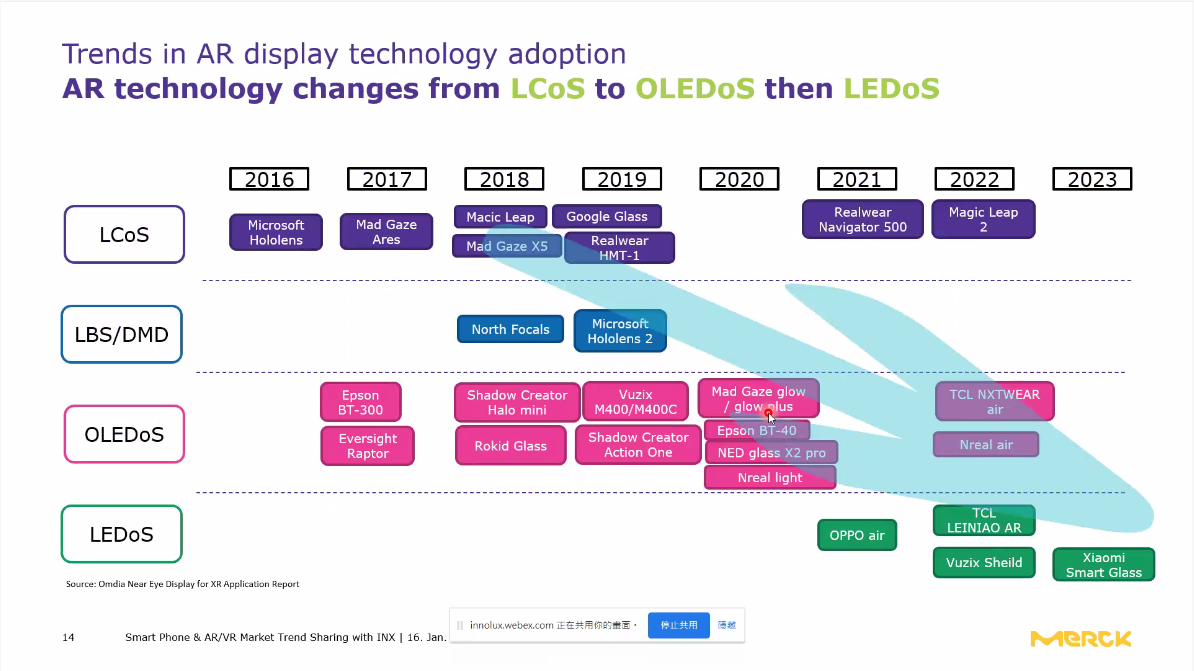 Trends in AR display technology adoption
AR technology changes from LCoS to OLEDoS then LEDoS
2016
2017
2018
2019
2020
2021
2022
2023
LCoS
Microsoft
Hololens
Mad Gaze
Ares
Macic Leap
Mad Gaze X5
Google Glass
Realwear
HMT-1
Realwear
Navigator 500
Magic Leap
2
LBS/DMD
North Focals
Microsoft
Hololens 2
OLEDoS
Epson
BT-300
Eversight
Raptor
Shadow Creator
Halo mini
Rokid Glass
Vuzix
M400/M400C
Shadow Creator
Action One
Mad Gaze glow
/ glow plus
Epson BT-40
NED glass X2 pro
Nreal light
TCL NXTWEAR
air
Nreal air
LEDoS
OPPO air
TCL
LEINIAO AR
Vuzix Sheild
Xiaomi
Smart Glass
Source: Omdia Near Eye Display for XR Application Report
14
Smart Phone & AR/VR Market Trend Sharing with INX | 16. Jan.
innolux.webex.com 正在共用你的畫面。
停止共用
隱藏
MERCK